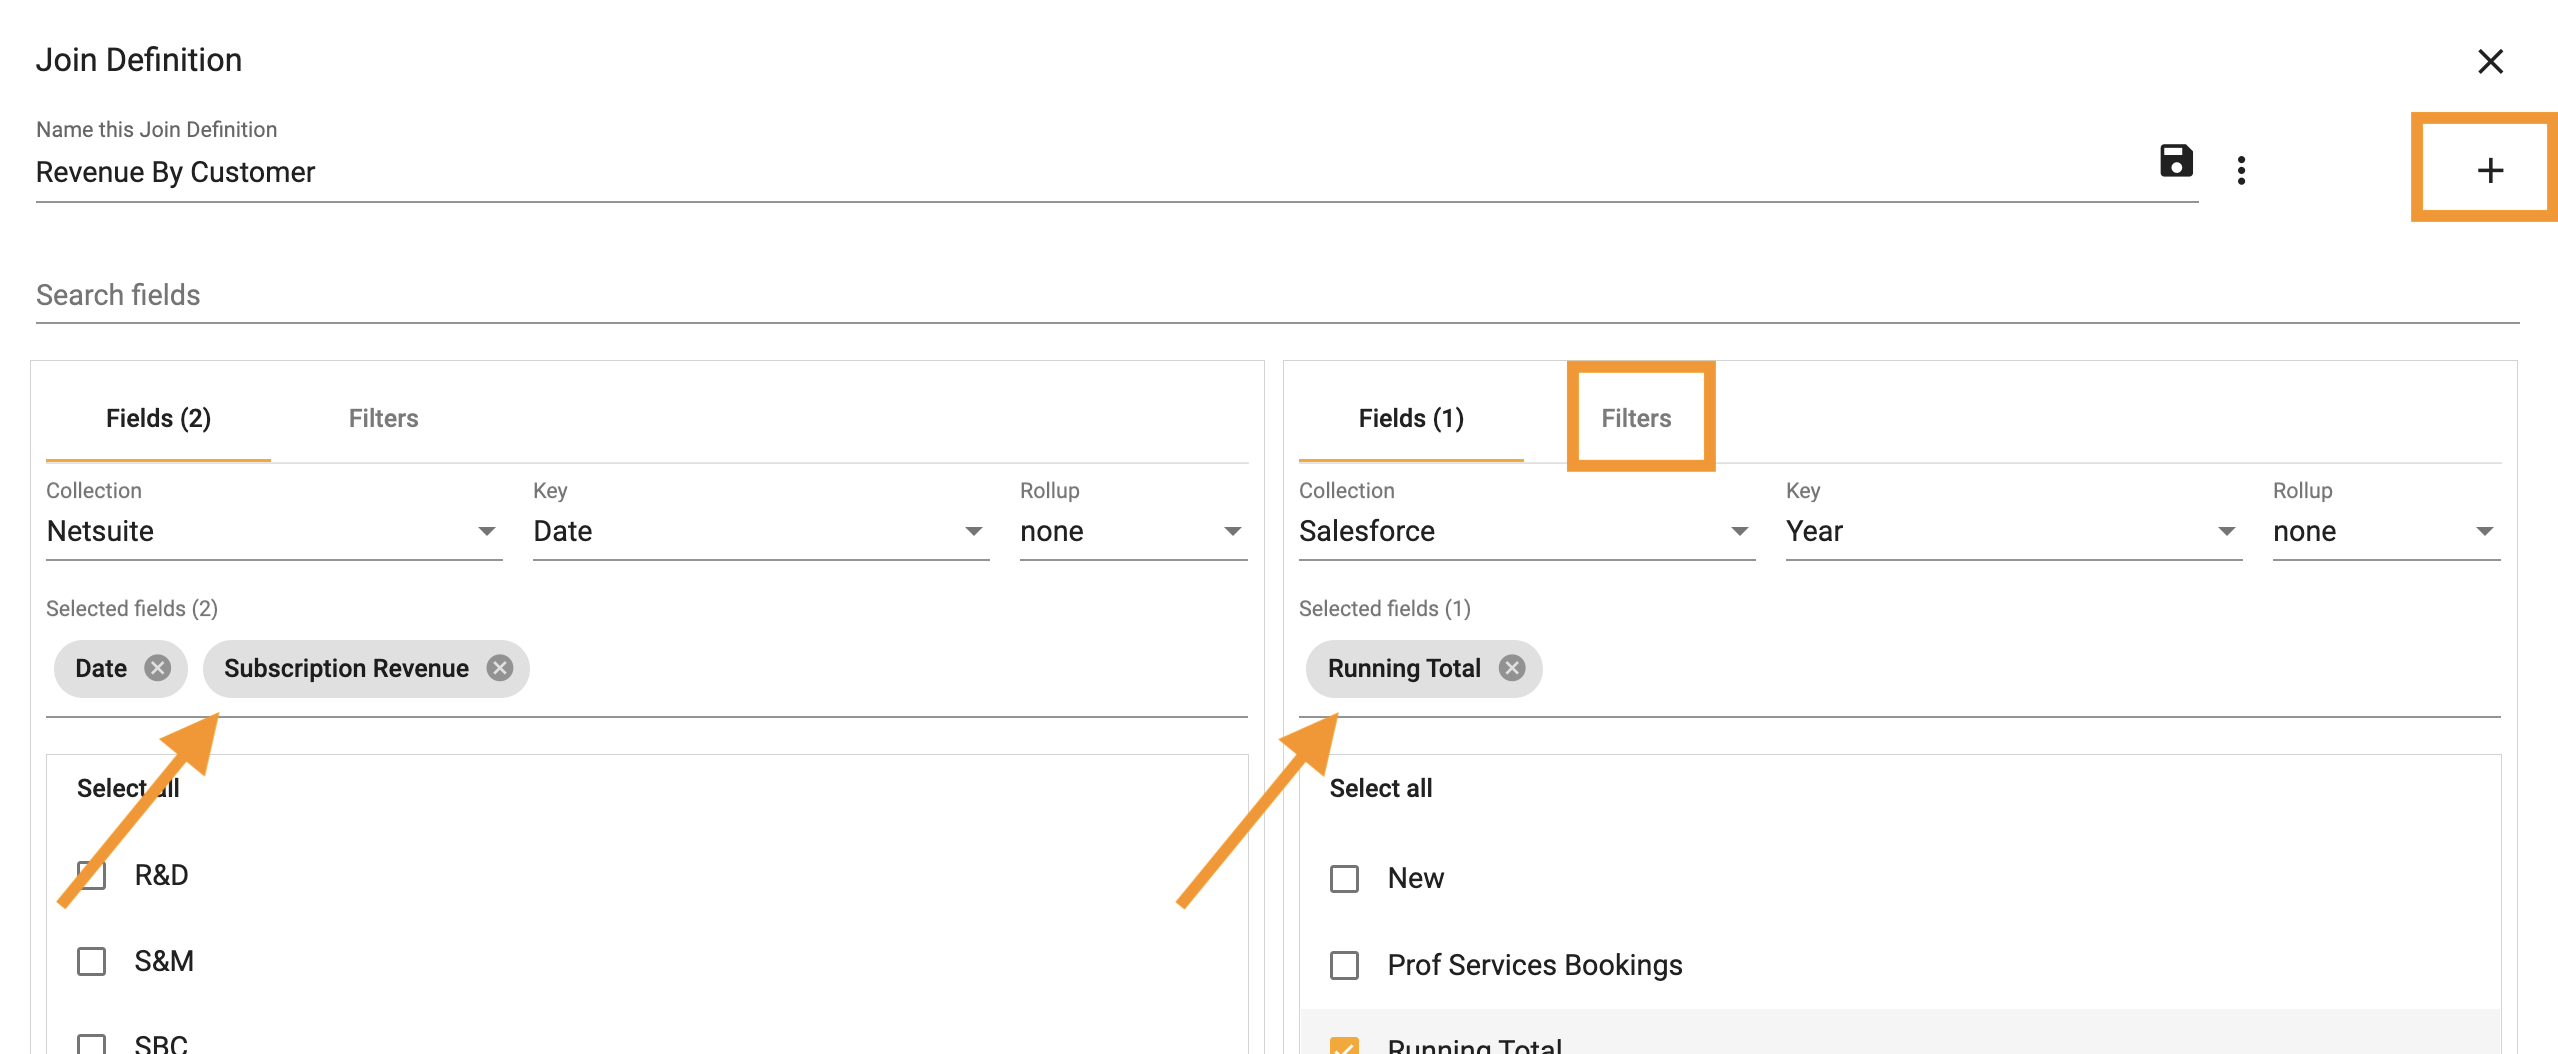 Join Definition
Name this Join Definition
Revenue By Customer
Search fields
Fields (2) Filters
Collection Key Rollup
Netsuite Date none
Selected fields (2)
Date Subscription Revenue
Select all
R&D
S&M
SBC
Fields (1) Filters
Collection Key Rollup
Salesforce Year none
Selected fields (1)
Running Total
Select all
New
Prof Services Bookings
Running Total